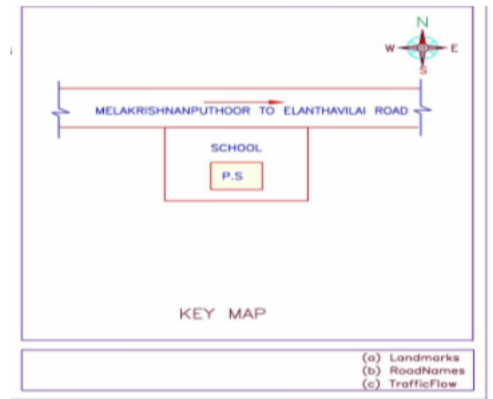 N
W E
S
MELAKRISHNANPUTHOOR TO ELANTHAVILAI ROAD
SCHOOL
P.S
KEY MAP
(a) Landmarks
(b) RoadNames
(c) TrafficFlow